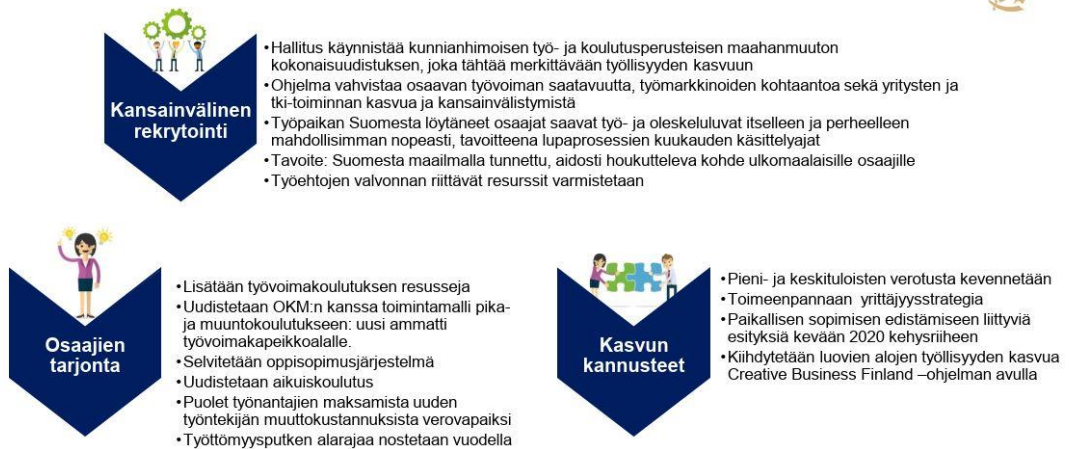 Kansainvälinen
rekrytointi
•Hallitus käynnistää kunnianhimoisen työ- ja koulutusperusteisen maahanmuuton
kokonaisuudistuksen, joka tähtää merkittävään työllisyyden kasvuun
•Ohjelma vahvistaa osaavan työvoiman saatavuutta, työmarkkinoiden kohtaantoa sekä yritysten ja
tki-toiminnan kasvua ja kansainvälistymistä
•Työpaikan Suomesta löytäneet osaajat saavat työ- ja oleskeluluvat itselleen ja perheelleen
mahdollisimman nopeasti, tavoitteena lupaprosessien kuukauden käsittelyajat
•Tavoite: Suomesta maailmalla tunnettu, aidosti houkutteleva kohde ulkomaalaisille osaajille
•Työehtojen valvonnan riittävät resurssit varmistetaan
Osaajien
tarjonta
•Lisätään työvoimakoulutuksen resusseja
•Uudistetaan OKM:n kanssa toimintamalli pika-
ja muuntokoulutukseen: uusi ammatti
työvoimakapeikkoalalle.
•Selvitetään oppisopimusjärjestelmä
•Uudistetaan aikuiskoulutus
•Puolet työnantajien maksamista uuden
työntekijän muuttokustannuksista verovapaiksi
•Työttömyysputken alarajaa nostetaan vuodella
Kasvun
kannusteet
•Pieni- ja keskituloisten verotusta kevennetään
•Toimeenpannaan yrittäjyysstrategia
•Paikallisen sopimisen edistämiseen liittyviä
esityksiä kevään 2020 kehysriiheen
•Kiihdytetään luovien alojen työllisyyden kasvua
Creative Business Finland –ohjelman avulla